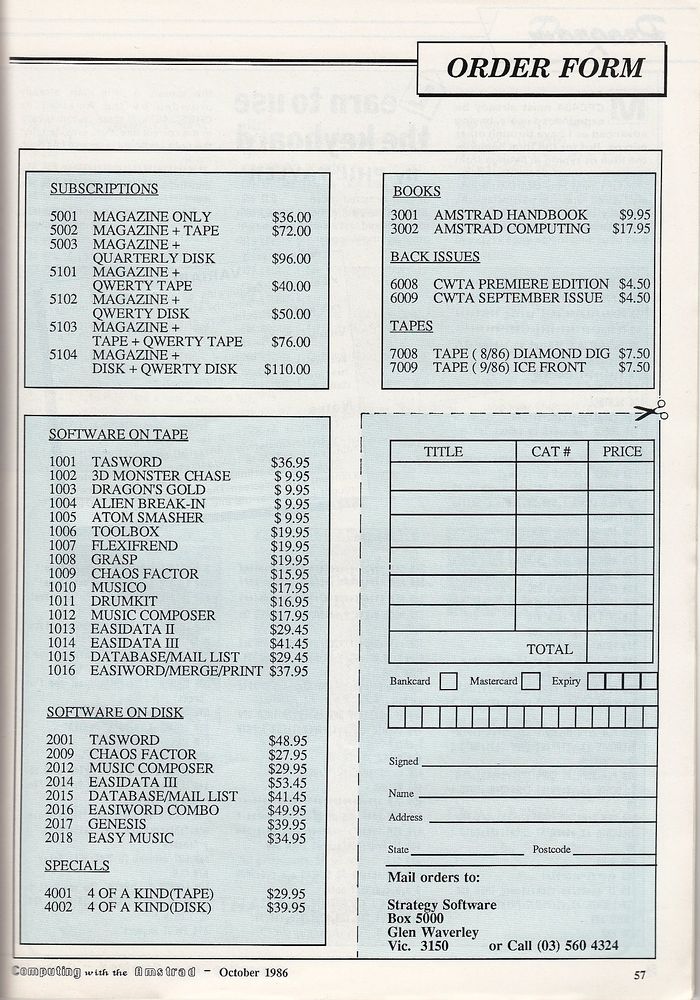 ORDER FORM
SUBSCRIPTIONS
5001 MAGAZINE ONLY $36.00
5002 MAGAZINE + TAPE $72.00
5003 MAGAZINE +
QUARTERLY DISK $96.00
5101 MAGAZINE +
QWERTY TAPE $40.00
5102 MAGAZINE +
QWERTY DISK $50.00
5103 MAGAZINE +
TAPE + QWERTY TAPE $76.00
5104 MAGAZINE +
DISK + QWERTY DISK $110.00
BOOKS
3001 AMSTRAD HANDBOOK $9.95
3002 AMSTRAD COMPUTING $17.95
BACK ISSUES
6008 CWTA PREMIERE EDITION $4.50
6009 CWTA SEPTEMBER ISSUE $4.50
TAPES
7008 TAPE ( 8/86) DIAMOND DIG $7.50
7009 TAPE ( 9/86) ICE FRONT $7.50
SOFTWARE ON TAPE
1001 TASWORD $36.95
1002 3D MONSTER CHASE $ 9.95
1003 DRAGON'S GOLD $ 9.95
1004 ALIEN BREAK-IN $ 9.95
1005 ATOM SMASHER $ 9.95
1006 TOOLBOX $19.95
1007 FLEXIFREND $19.95
1008 GRASP $19.95
1009 CHAOS FACTOR $15.95
1010 MUSICO $17.95
1011 DRUMKIT $16.95
1012 MUSIC COMPOSER $17.95
1013 EASIDATA II $29.45
1014 EASIDATA III $41.45
1015 DATABASE/MAIL LIST $29.45
1016 EASIWORD/MERGE/PRINT $37.95
SOFTWARE ON DISK
2001 TASWORD $48.95
2009 CHAOS FACTOR $27.95
2012 MUSIC COMPOSER $29.95
2014 EASIDATA III $53.45
2015 DATABASE/MAIL LIST $41.45
2016 EASIWORD COMBO $49.95
2017 GENESIS $39.95
2018 EASY MUSIC $34.95
SPECIALS
4001 4 OF A KIND(TAPE) $29.95
4002 4 OF A KIND(DISK) $39.95
TITLE CAT # PRICE
TOTAL
Bankcard Mastercard Expiry
Signed
Name
Address
State Postcode
Mail orders to:
Strategy Software
Box 5000
Glen Waverley
Vic. 3150 or Call (03) 560 4324
Computing with the Amstrad - October 1986
57